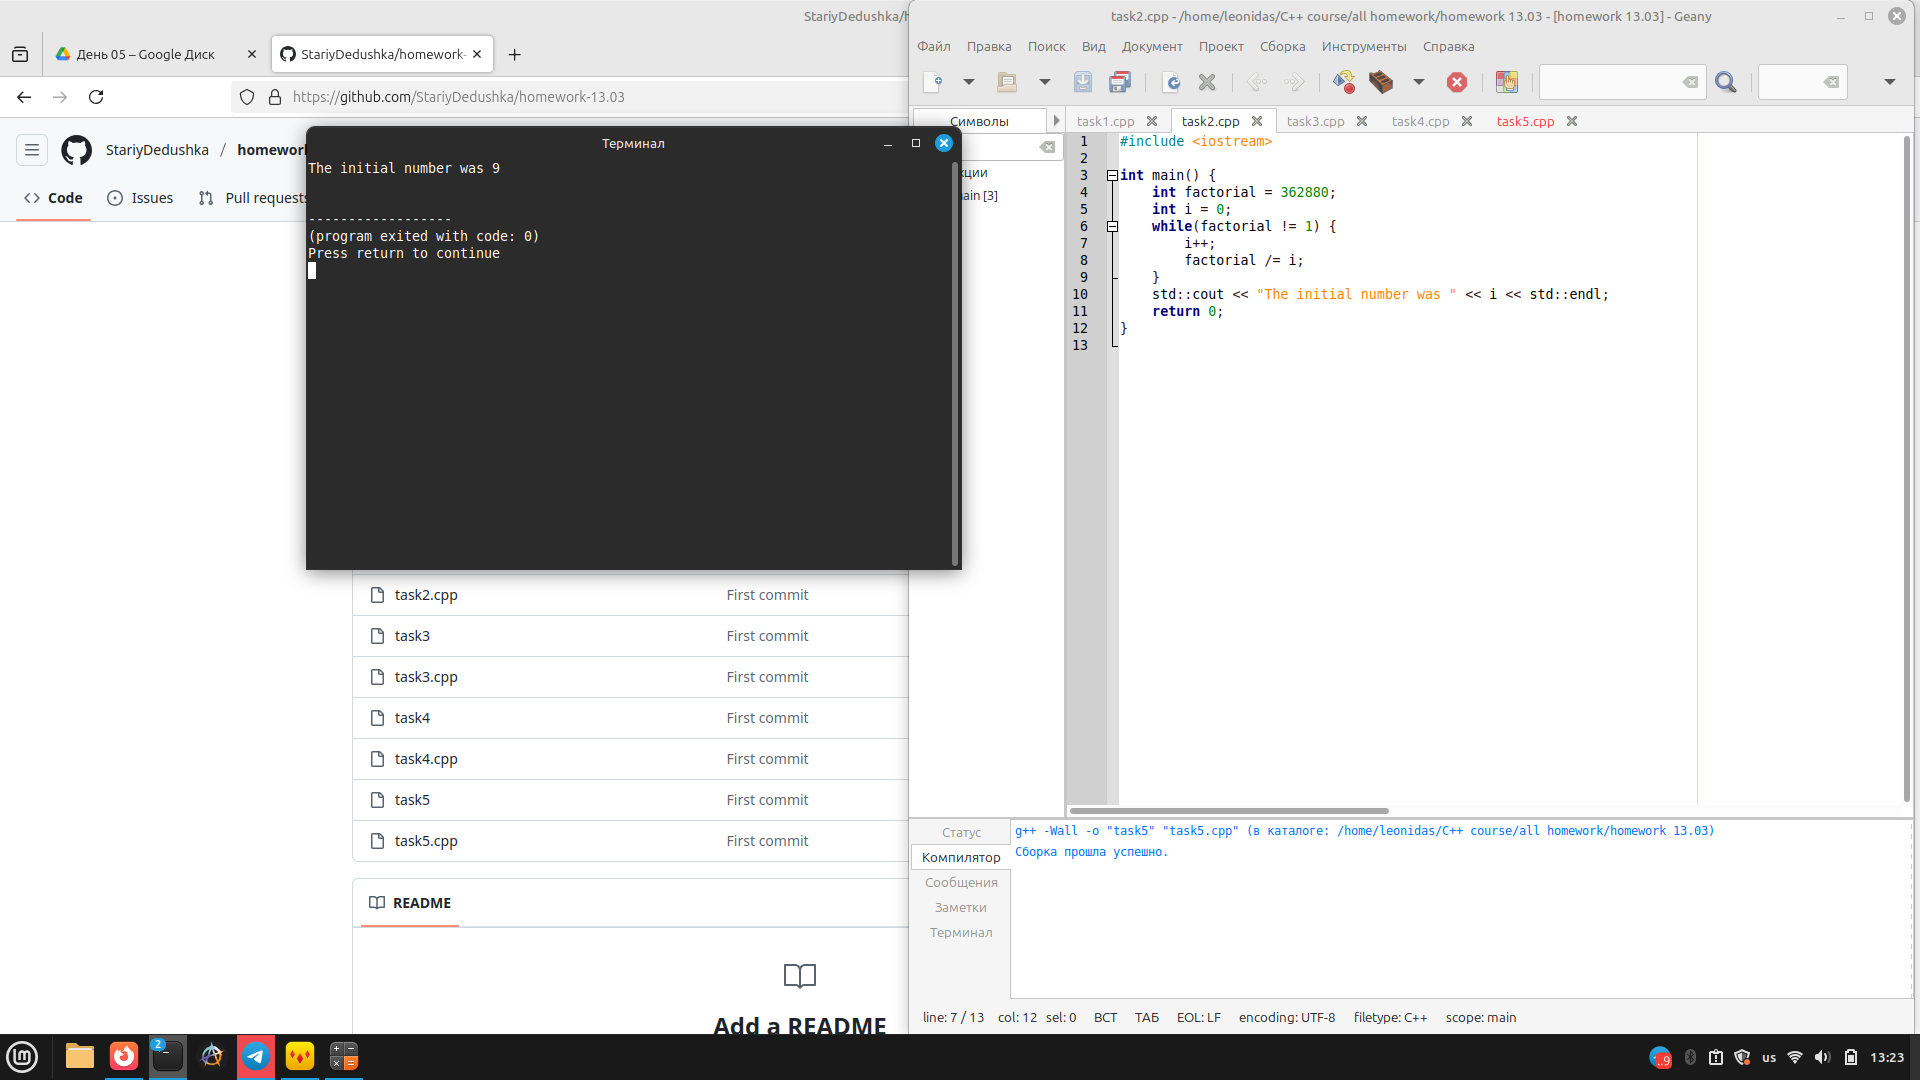 StariyDedushka/h
День 05 – Google Диск
StariyDedushka/homework-
https://github.com/StariyDedushka/homework-13.03
StariyDedushka / homework
Code
Issues
Pull requests
task2.cpp First commit
task3 First commit
task3.cpp First commit
task4 First commit
task4.cpp First commit
task5 First commit
task5.cpp First commit
README
Add a README
Терминал
The initial number was 9
------------------
(program exited with code: 0)
Press return to continue
task2.cpp - /home/leonidas/C++ course/all homework/homework 13.03 - [homework 13.03] - Geany
Файл Правка Поиск Вид Документ Проект Сборка Инструменты Справка
Символы
кции
ain [3]
task1.cpp task2.cpp task3.cpp task4.cpp task5.cpp
1 #include <iostream>
2
3 int main() {
4 int factorial = 362880;
5 int i = 0;
6 while(factorial != 1) {
7 i++;
8 factorial /= i;
9 }
10 std::cout << "The initial number was " << i << std::endl;
11 return 0;
12 }
13
Статус
Компилятор
Сообщения
Заметки
Терминал
g++ -Wall -o "task5" "task5.cpp" (в каталоге: /home/leonidas/C++ course/all homework/homework 13.03)
Сборка прошла успешно.
line: 7 / 13 col: 12 sel: 0 ВСТ ТАБ EOL: LF encoding: UTF-8 filetype: C++ scope: main
2
..9
us
13:23